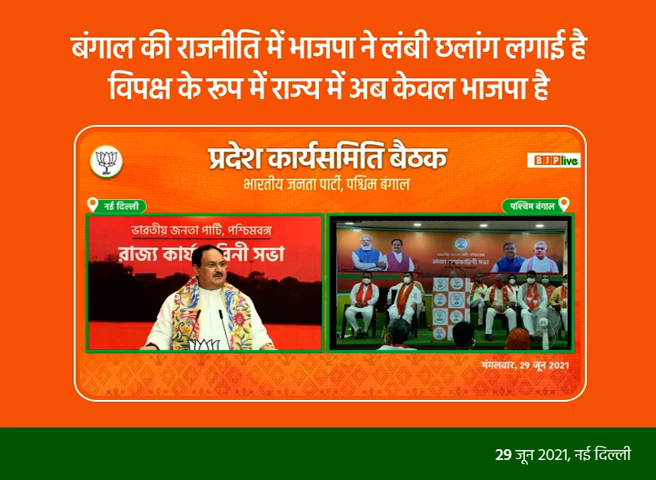 बंगाल की राजनीति में भाजपा ने लंबी छलांग लगाई है
विपक्ष के रूप में राज्य में अब केवल भाजपा है
प्रदेश कार्यसमिति बैठक
भारतीय जनता पार्टी, पश्चिम बंगाल
BJP live
नई दिल्ली
पश्चिम बंगाल
ভারতীয় জনতা পার্টি, পশ্চিমবঙ্গ
রাজ্য
সভা
मंगलवार, 29 जून 2021
29 जून 2021, नई दिल्ली